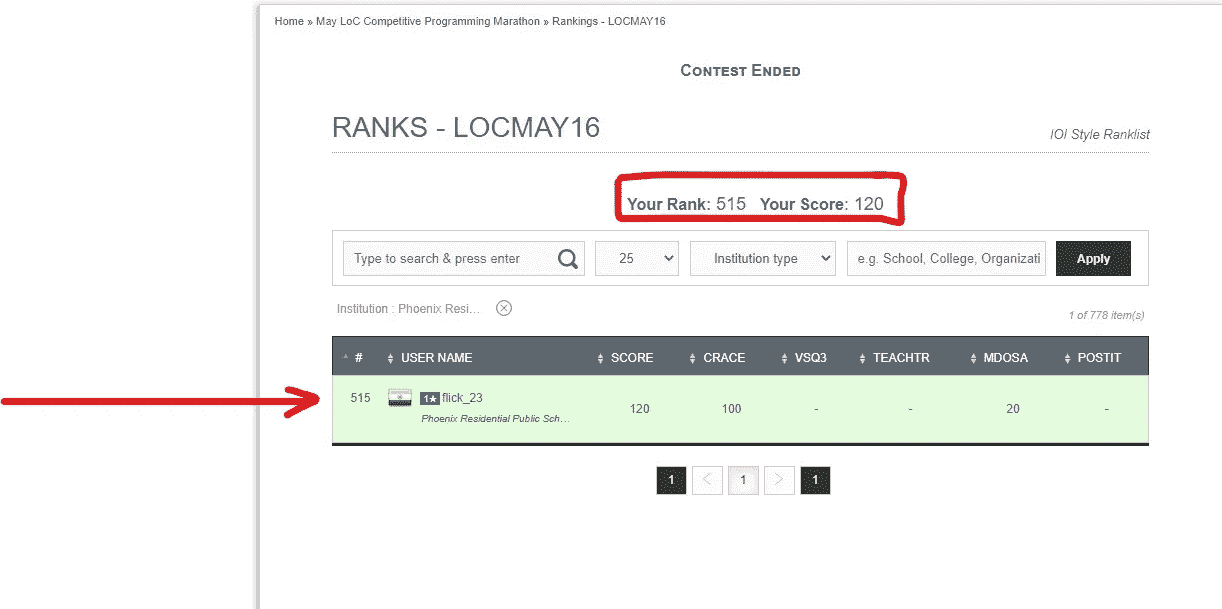 Home » May LoC Competitive Programming Marathon » Rankings - LOCMAY16
CONTEST ENDED
RANKS - LOCMAY16
IOI Style Ranklist
Your Rank: 515 Your Score: 120
Type to search & press enter 25 Institution type e.g. School, College, Organizati Apply
Institution : Phoenix Resi...
1 of 778 item(s)
# USER NAME SCORE CRACE VSQ3 TEACHTR MDOSA POSTIT
515 1★ flick_23 120 100 - - 20 -
Phoenix Residential Public Sch...
1 < 1 > 1